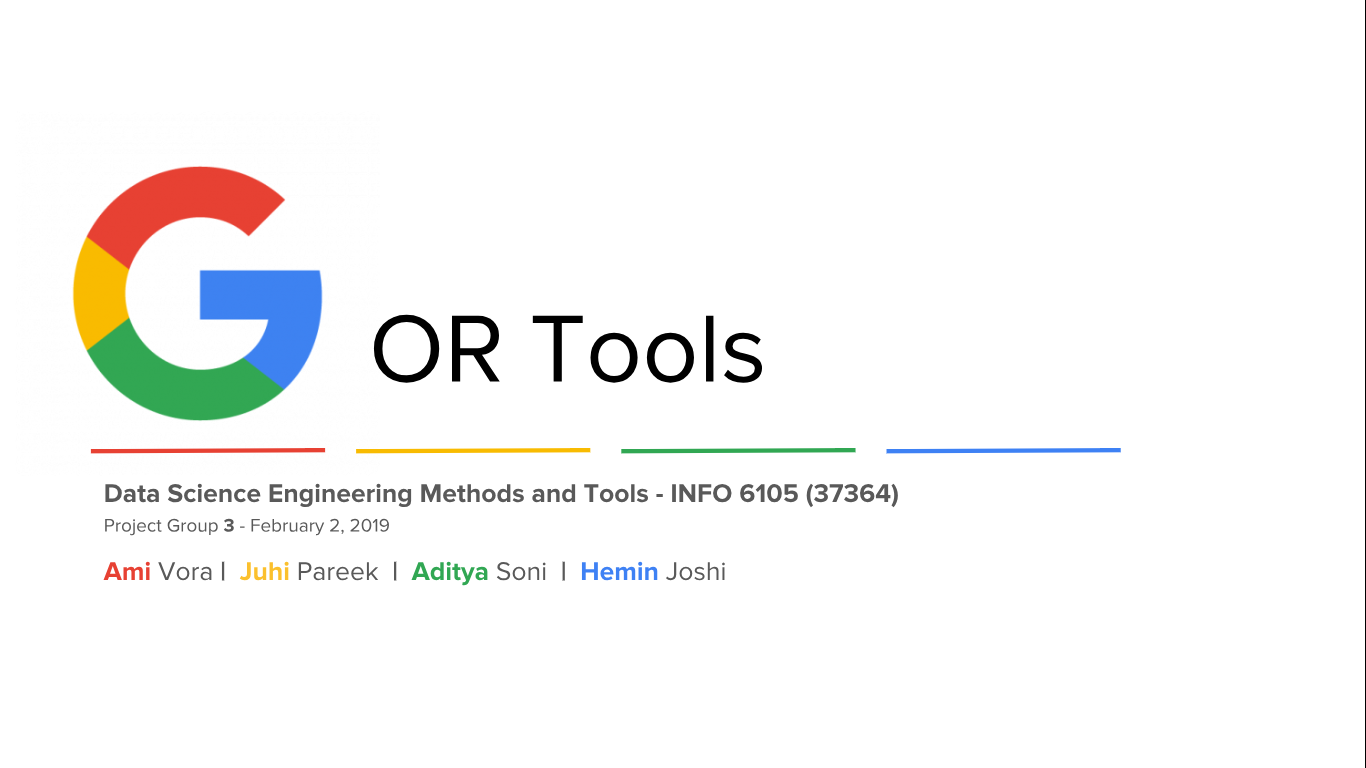 OR Tools
Data Science Engineering Methods and Tools - INFO 6105 (37364)
Project Group 3 - February 2, 2019
Ami Vora | Juhi Pareek | Aditya Soni | Hemin Joshi